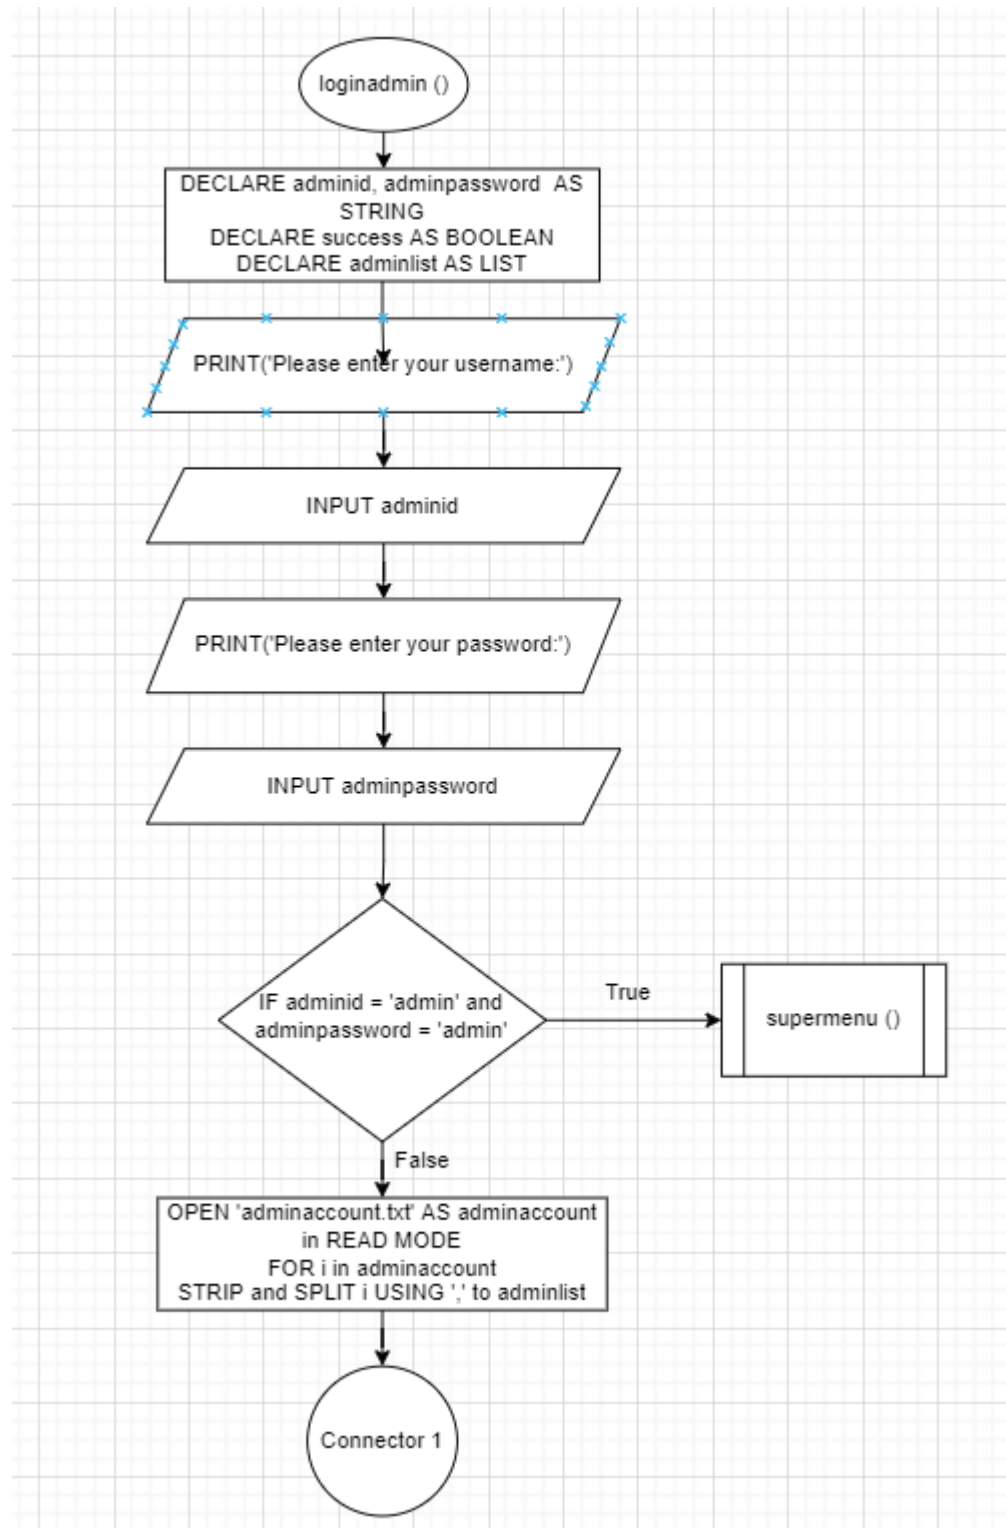 loginadmin ()
DECLARE adminid, adminpassword  AS
STRING
DECLARE success AS BOOLEAN
DECLARE adminlist AS LIST
PRINT('Please enter your username:')
INPUT adminid
PRINT('Please enter your password:')
INPUT adminpassword
IF adminid = 'admin' and
adminpassword = 'admin'
True
supermenu ()
False
OPEN 'adminaccount.txt' AS adminaccount
in READ MODE
FOR i in adminaccount
STRIP and SPLIT i USING ',' to adminlist
Connector 1